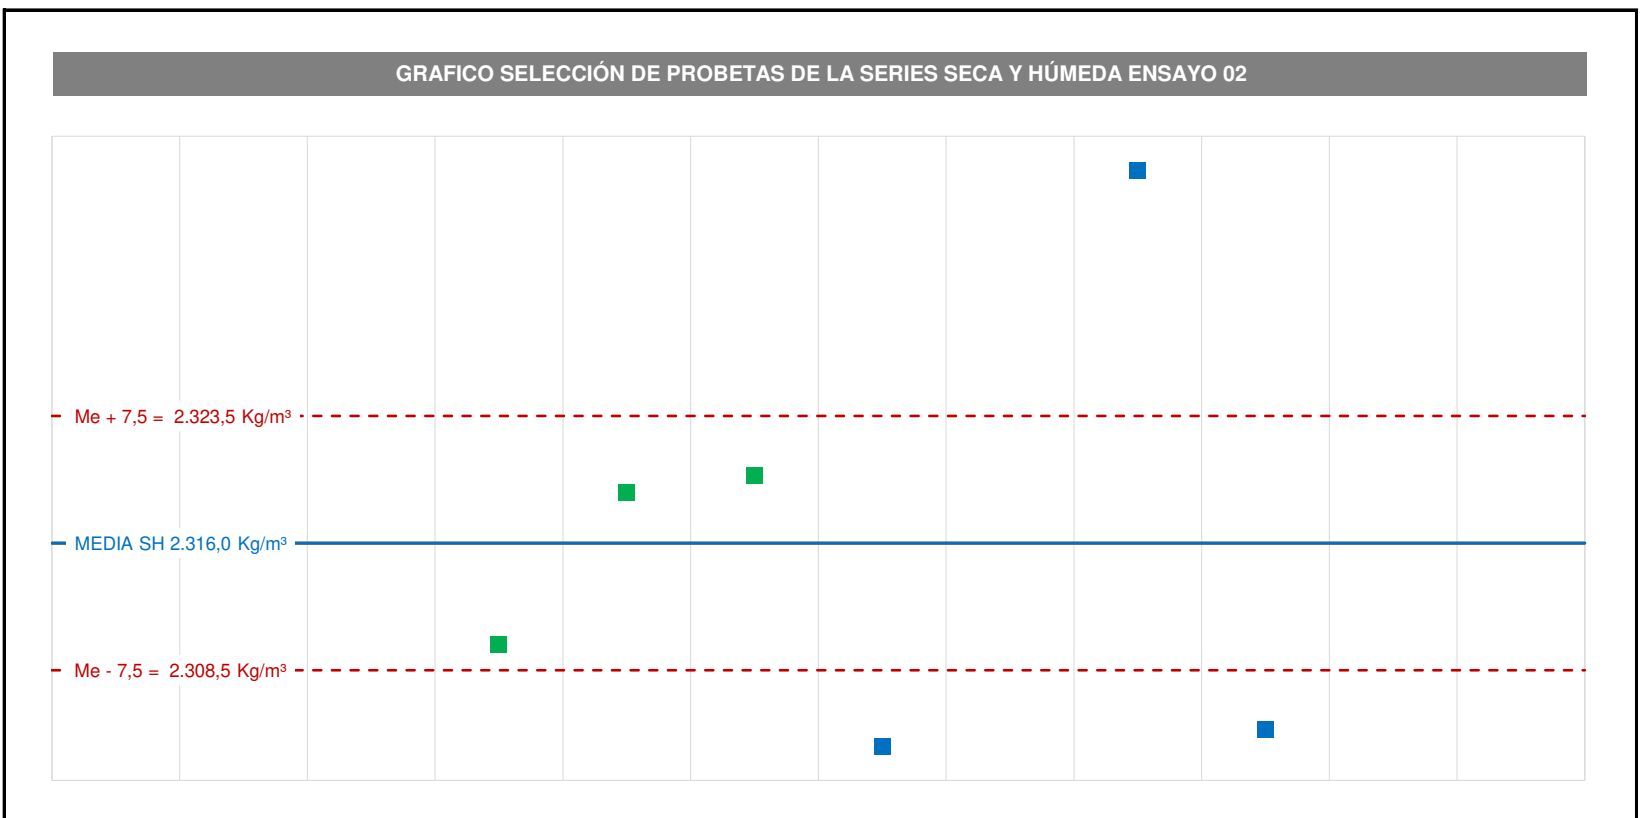 GRAFICO SELECCIÓN DE PROBETAS DE LA SERIES SECA Y HÚMEDA ENSAYO 02
Me + 7,5 = 2.323,5 Kg/m³
MEDIA SH 2.316,0 Kg/m³
Me - 7,5 = 2.308,5 Kg/m³